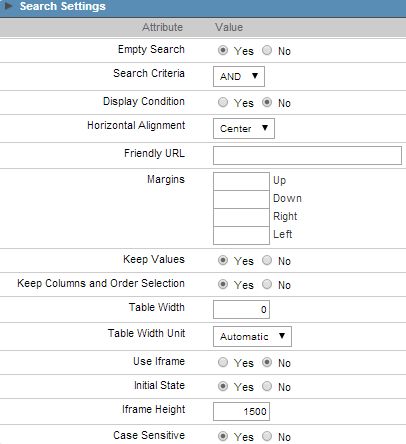 Search Settings
Attribute Value
Empty Search Yes No
Search Criteria AND
Display Condition Yes No
Horizontal Alignment Center
Friendly URL
Margins Up
Down
Right
Left
Keep Values Yes No
Keep Columns and Order Selection Yes No
Table Width 0
Table Width Unit Automatic
Use Iframe Yes No
Initial State Yes No
Iframe Height 1500
Case Sensitive Yes No